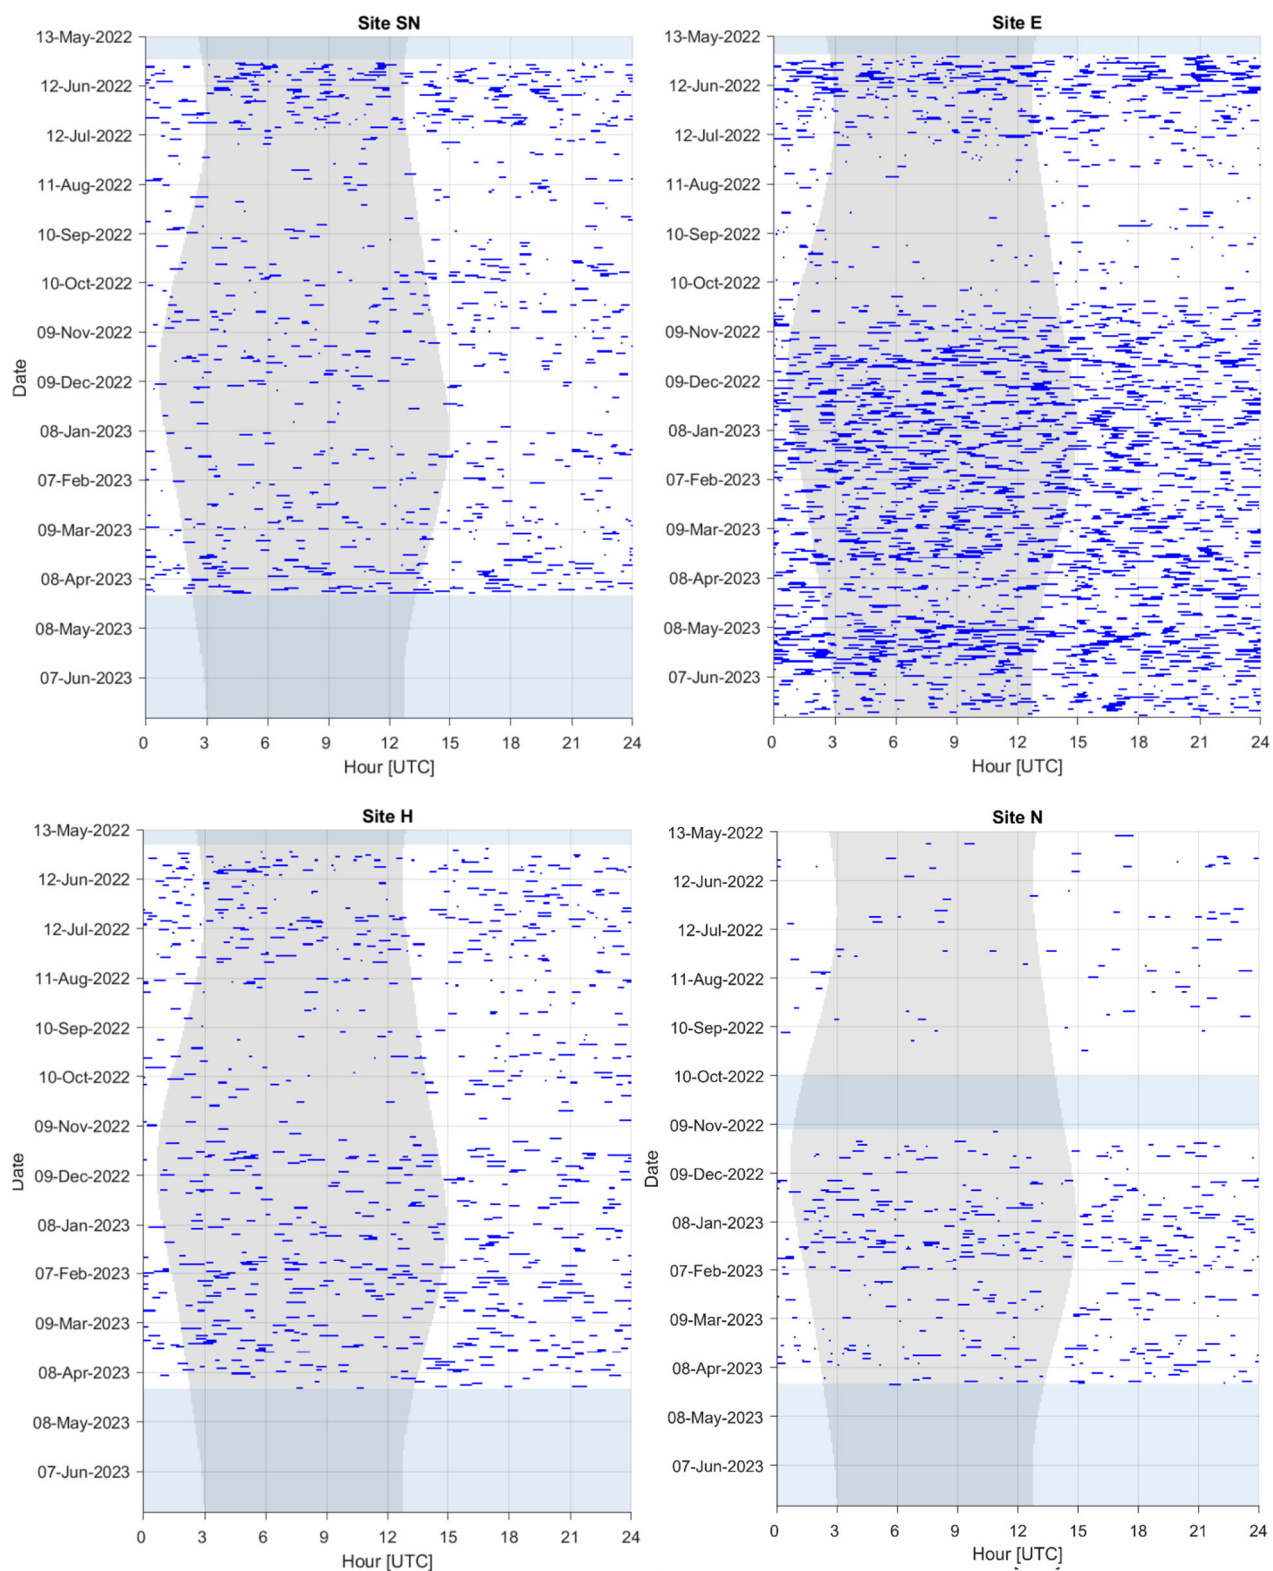 Site SN
13-May-2022
12-Jun-2022
12-Jul-2022
11-Aug-2022
10-Sep-2022
10-Oct-2022
09-Nov-2022
09-Dec-2022
08-Jan-2023
07-Feb-2023
09-Mar-2023
08-Apr-2023
08-May-2023
07-Jun-2023
Date
0 3 6 9 12 15 18 21 24
Hour [UTC]
Site E
13-May-2022
12-Jun-2022
12-Jul-2022
11-Aug-2022
10-Sep-2022
10-Oct-2022
09-Nov-2022
09-Dec-2022
08-Jan-2023
07-Feb-2023
09-Mar-2023
08-Apr-2023
08-May-2023
07-Jun-2023
0 3 6 9 12 15 18 21 24
Hour [UTC]
Site H
13-May-2022
12-Jun-2022
12-Jul-2022
11-Aug-2022
10-Sep-2022
10-Oct-2022
09-Nov-2022
09-Dec-2022
08-Jan-2023
07-Feb-2023
09-Mar-2023
08-Apr-2023
08-May-2023
07-Jun-2023
Date
0 3 6 9 12 15 18 21 24
Hour [UTC]
Site N
13-May-2022
12-Jun-2022
12-Jul-2022
11-Aug-2022
10-Sep-2022
10-Oct-2022
09-Nov-2022
09-Dec-2022
08-Jan-2023
07-Feb-2023
09-Mar-2023
08-Apr-2023
08-May-2023
07-Jun-2023
Date
0 3 6 9 12 15 18 21 24
Hour [UTC]